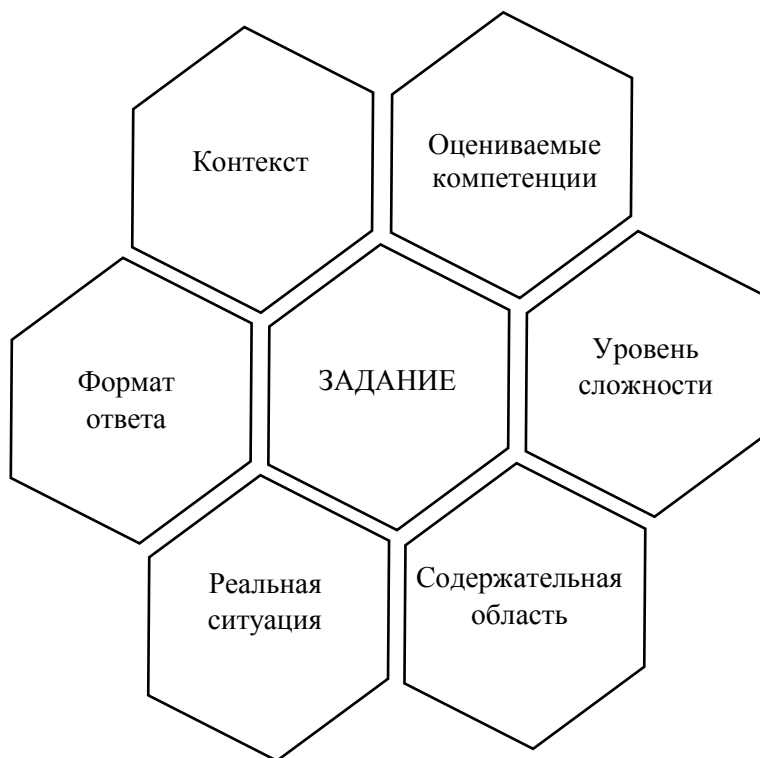 Контекст
Оцениваемые
компетенции
Формат
ответа
ЗАДАНИЕ
Уровень
сложности
Реальная
ситуация
Содержательная
область